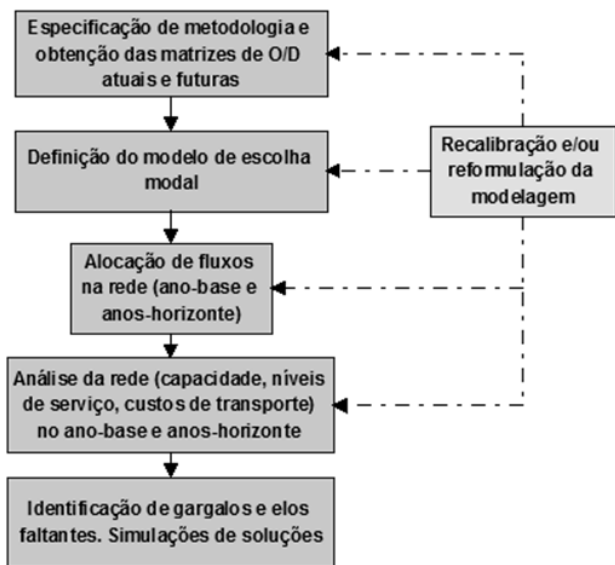 Especificação de metodologia e
obtenção das matrizes de O/D
atuais e futuras
Definição do modelo de escolha
modal
Recalibração e/ou
reformulação da
modelagem
Alocação de fluxos
na rede (ano-base e
anos-horizonte)
Análise da rede (capacidade, níveis
de serviço, custos de transporte)
no ano-base e anos-horizonte
Identificação de gargalos e elos
faltantes. Simulações de soluções